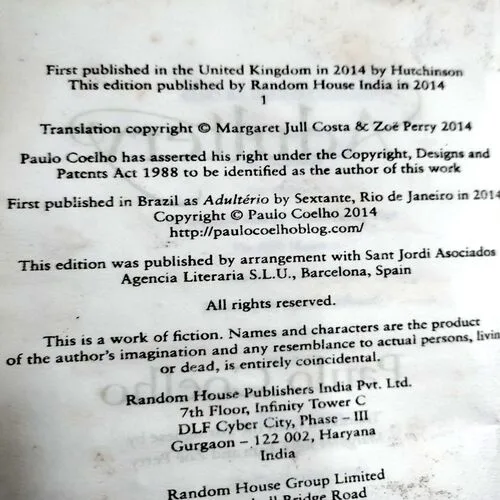 First published in the United Kingdom in 2014 by Hutchinson
This edition published by Random House India in 2014
1
Translation copyright © Margaret Jull Costa & Zoë Perry 2014
Paulo Coelho has asserted his right under the Copyright, Designs and
Patents Act 1988 to be identified as the author of this work
First published in Brazil as Adultério by Sextante, Rio de Janeiro in 2014
Copyright © Paulo Coelho 2014
http://paulocoelhoblog.com/
This edition was published by arrangement with Sant Jordi Asociados
Agencia Literaria S.L.U., Barcelona, Spain
All rights reserved.
This is a work of fiction. Names and characters are the product
of the author's imagination and any resemblance to actual persons, livin
or dead, is entirely coincidental.
Random House Publishers India Pvt. Ltd.
7th Floor, Infinity Tower C
DLF Cyber City, Phase – III
Gurgaon – 122 002, Haryana
India
Random House Group Limited
Bridge Road